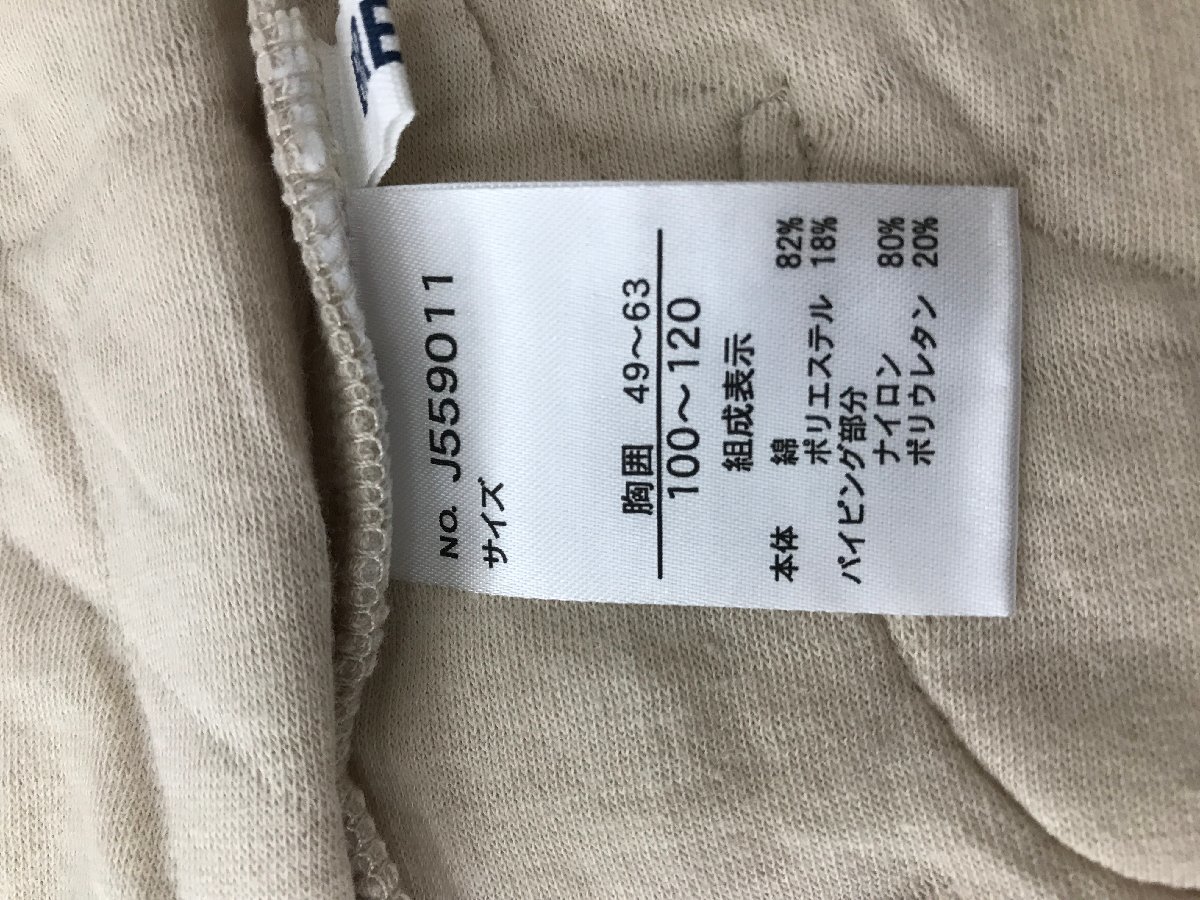 NO. J559011
サイズ
胸囲 49～63
100～120
組成表示
本体 綿 82%
ポリエステル 18%
パイピング部分
ナイロン 80%
ポリウレタン 20%